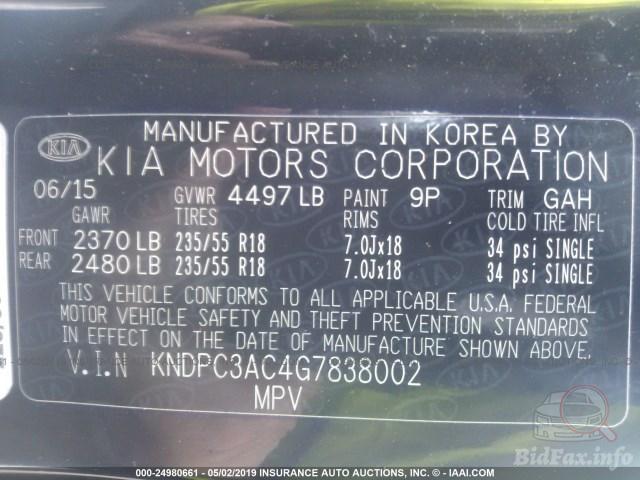 MANUFACTURED IN KOREA BY
KIA KIA MOTORS CORPORATION
06/15 GVWR 4497 LB PAINT 9P TRIM GAH
GAWR TIRES RIMS COLD TIRE INFL
FRONT 2370 LB 235/55 R18 7.0Jx18 34 psi SINGLE
REAR 2480 LB 235/55 R18 7.0Jx18 34 psi SINGLE
THIS VEHICLE CONFORMS TO ALL APPLICABLE U.S.A. FEDERAL
MOTOR VEHICLE SAFETY AND THEFT PREVENTION STANDARDS
IN EFFECT ON THE DATE OF MANUFACTURE SHOWN ABOVE.
V.I.N KNDPC3AC4G7838002
MPV
BidFax.info
000-24980661 - 05/02/2019 INSURANCE AUTO AUCTIONS, INC. - IAAI.COM